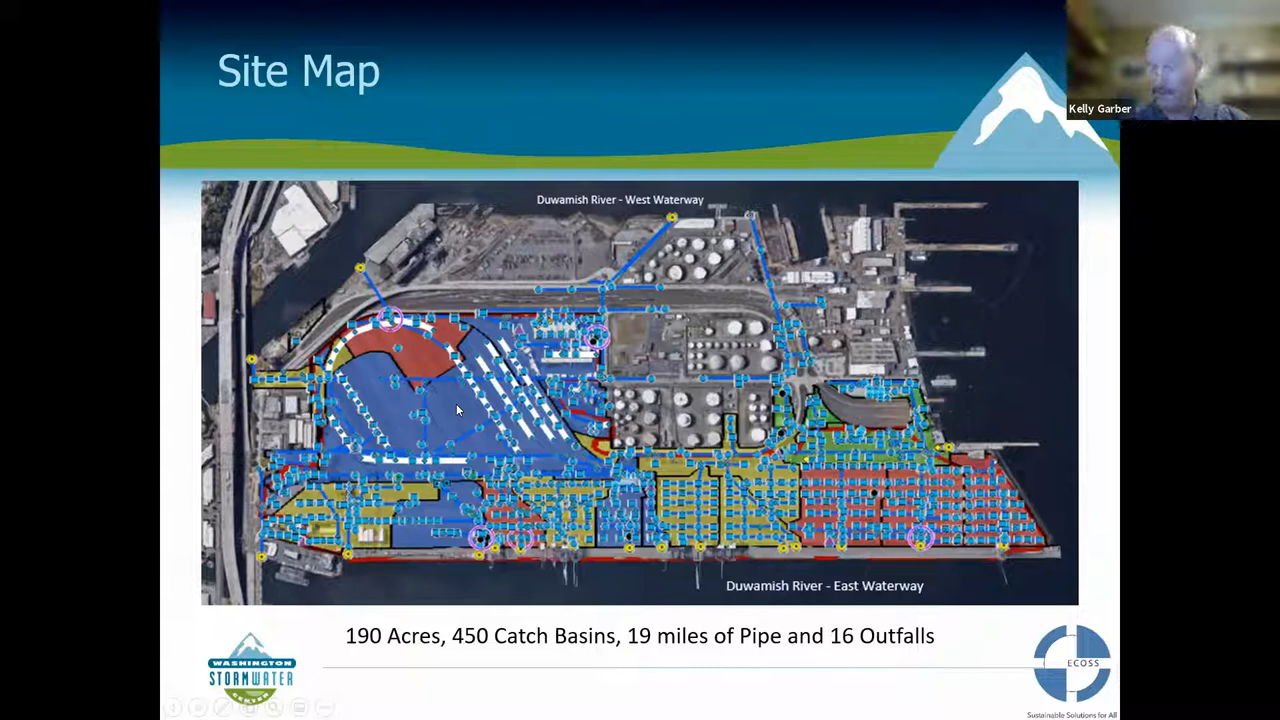 Site Map
Kelly Garber
Duwamish River - West Waterway
Duwamish River - East Waterway
190 Acres, 450 Catch Basins, 19 miles of Pipe and 16 Outfalls
WASHINGTON
STORMWATER
CENTER
ECOSS
Sustainable Solutions for All